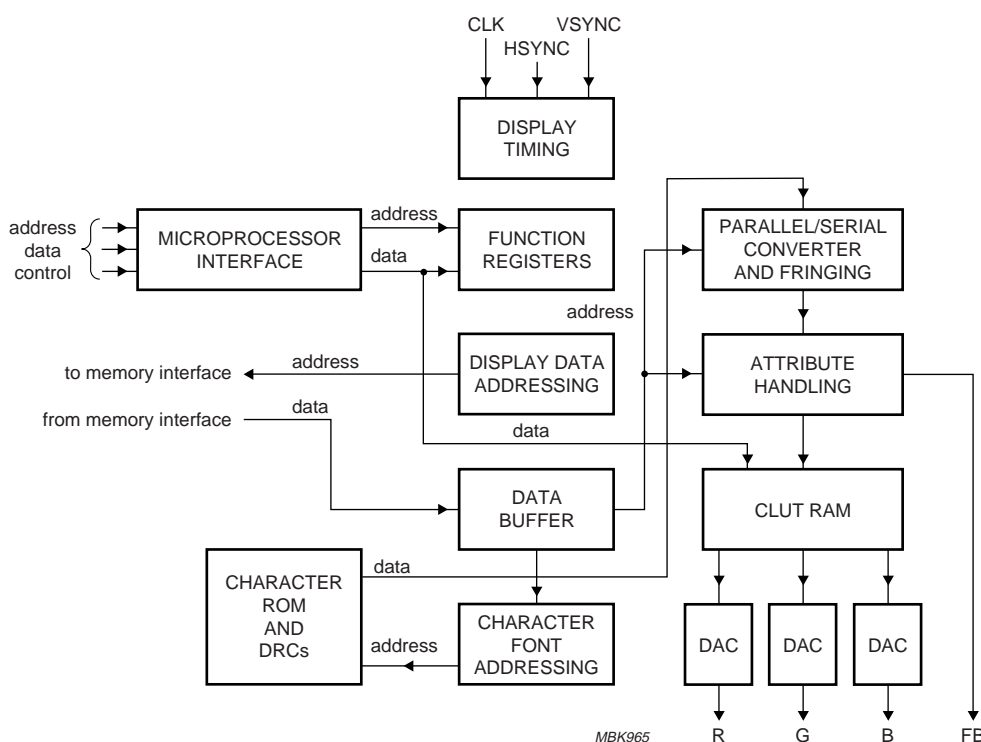 CLK
VSYNC
HSYNC
DISPLAY
TIMING
address
data
control
MICROPROCESSOR
INTERFACE
address
data
FUNCTION
REGISTERS
PARALLEL/SERIAL
CONVERTER
AND FRINGING
address
to memory interface
address
DISPLAY DATA
ADDRESSING
ATTRIBUTE
HANDLING
from memory interface
data
data
DATA
BUFFER
CLUT RAM
CHARACTER
ROM
AND
DRCs
data
address
CHARACTER
FONT
ADDRESSING
DAC
DAC
DAC
MBK965
R
G
B
FB